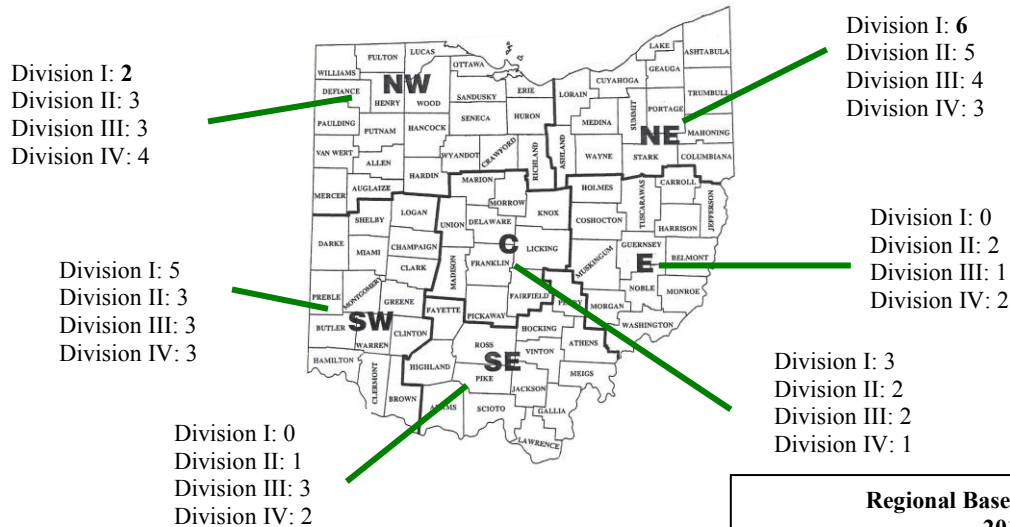 Division I: 2
Division II: 3
Division III: 3
Division IV: 4
Division I: 6
Division II: 5
Division III: 4
Division IV: 3
Division I: 5
Division II: 3
Division III: 3
Division IV: 3
Division I: 0
Division II: 2
Division III: 1
Division IV: 2
Division I: 0
Division II: 1
Division III: 3
Division IV: 2
Division I: 3
Division II: 2
Division III: 2
Division IV: 1
NW
NE
C
E
SW
SE
WILLIAMS
FULTON
LUCAS
OTTAWA
DEFIANCE
HENRY
WOOD
SANDUSKY
ERIE
PAULDING
PUTNAM
HANCOCK
SENECA
HURON
VAN WERT
ALLEN
WYANDOT
CRAWFORD
RICHLAND
MERCER
AUGLAIZE
HARDIN
MARION
MORROW
LORAIN
CUYAHOGA
LAKE
GEAUGA
ASHTABULA
TRUMBULL
MEDINA
SUMMIT
PORTAGE
MAHONING
ASHLAND
WAYNE
STARK
COLUMBIANA
HOLMES
CARROLL
TUSCARAWAS
JEFFERSON
COSHOCTON
HARRISON
SHELBY
LOGAN
UNION
DELAWARE
KNOX
DARKE
MIAMI
CHAMPAIGN
CLARK
MADISON
FRANKLIN
LICKING
MUSKINGUM
GUERNSEY
BELMONT
NOBLE
MONROE
PREBLE
MONTGOMERY
GREENE
FAYETTE
PICKAWAY
FAIRFIELD
MORGAN
WASHINGTON
BUTLER
WARREN
CLINTON
ROSS
HOCKING
ATHENS
HAMILTON
CLERMONT
BROWN
HIGHLAND
PIKE
VINTON
MEIGS
JACKSON
SCIOTO
GALLIA
LAWRENCE
Regional Base